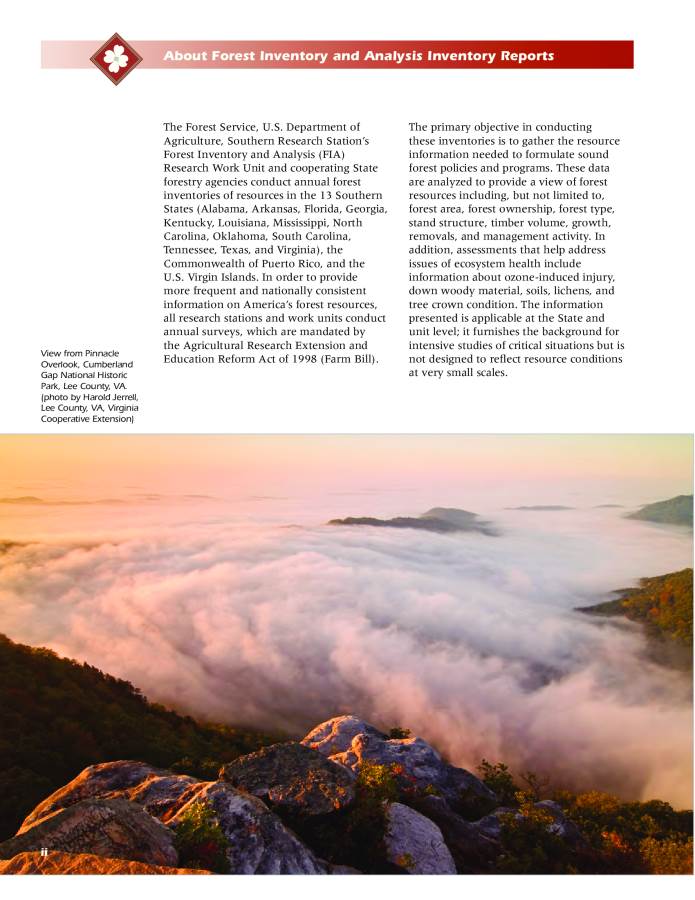 About Forest Inventory and Analysis Inventory Reports
The Forest Service, U.S. Department of
Agriculture, Southern Research Station's
Forest Inventory and Analysis (FIA)
Research Work Unit and cooperating State
forestry agencies conduct annual forest
inventories of resources in the 13 Southern
States (Alabama, Arkansas, Florida, Georgia,
Kentucky, Louisiana, Mississippi, North
Carolina, Oklahoma, South Carolina,
Tennessee, Texas, and Virginia), the
Commonwealth of Puerto Rico, and the
U.S. Virgin Islands. In order to provide
more frequent and nationally consistent
information on America's forest resources,
all research stations and work units conduct
annual surveys, which are mandated by
the Agricultural Research Extension and
Education Reform Act of 1998 (Farm Bill).
The primary objective in conducting
these inventories is to gather the resource
information needed to formulate sound
forest policies and programs. These data
are analyzed to provide a view of forest
resources including, but not limited to,
forest area, forest ownership, forest type,
stand structure, timber volume, growth,
removals, and management activity. In
addition, assessments that help address
issues of ecosystem health include
information about ozone-induced injury,
down woody material, soils, lichens, and
tree crown condition. The information
presented is applicable at the State and
unit level; it furnishes the background for
intensive studies of critical situations but is
not designed to reflect resource conditions
at very small scales.
View from Pinnacle
Overlook, Cumberland
Gap National Historic
Park, Lee County, VA.
(photo by Harold Jerrell,
Lee County, VA, Virginia
Cooperative Extension)
ii